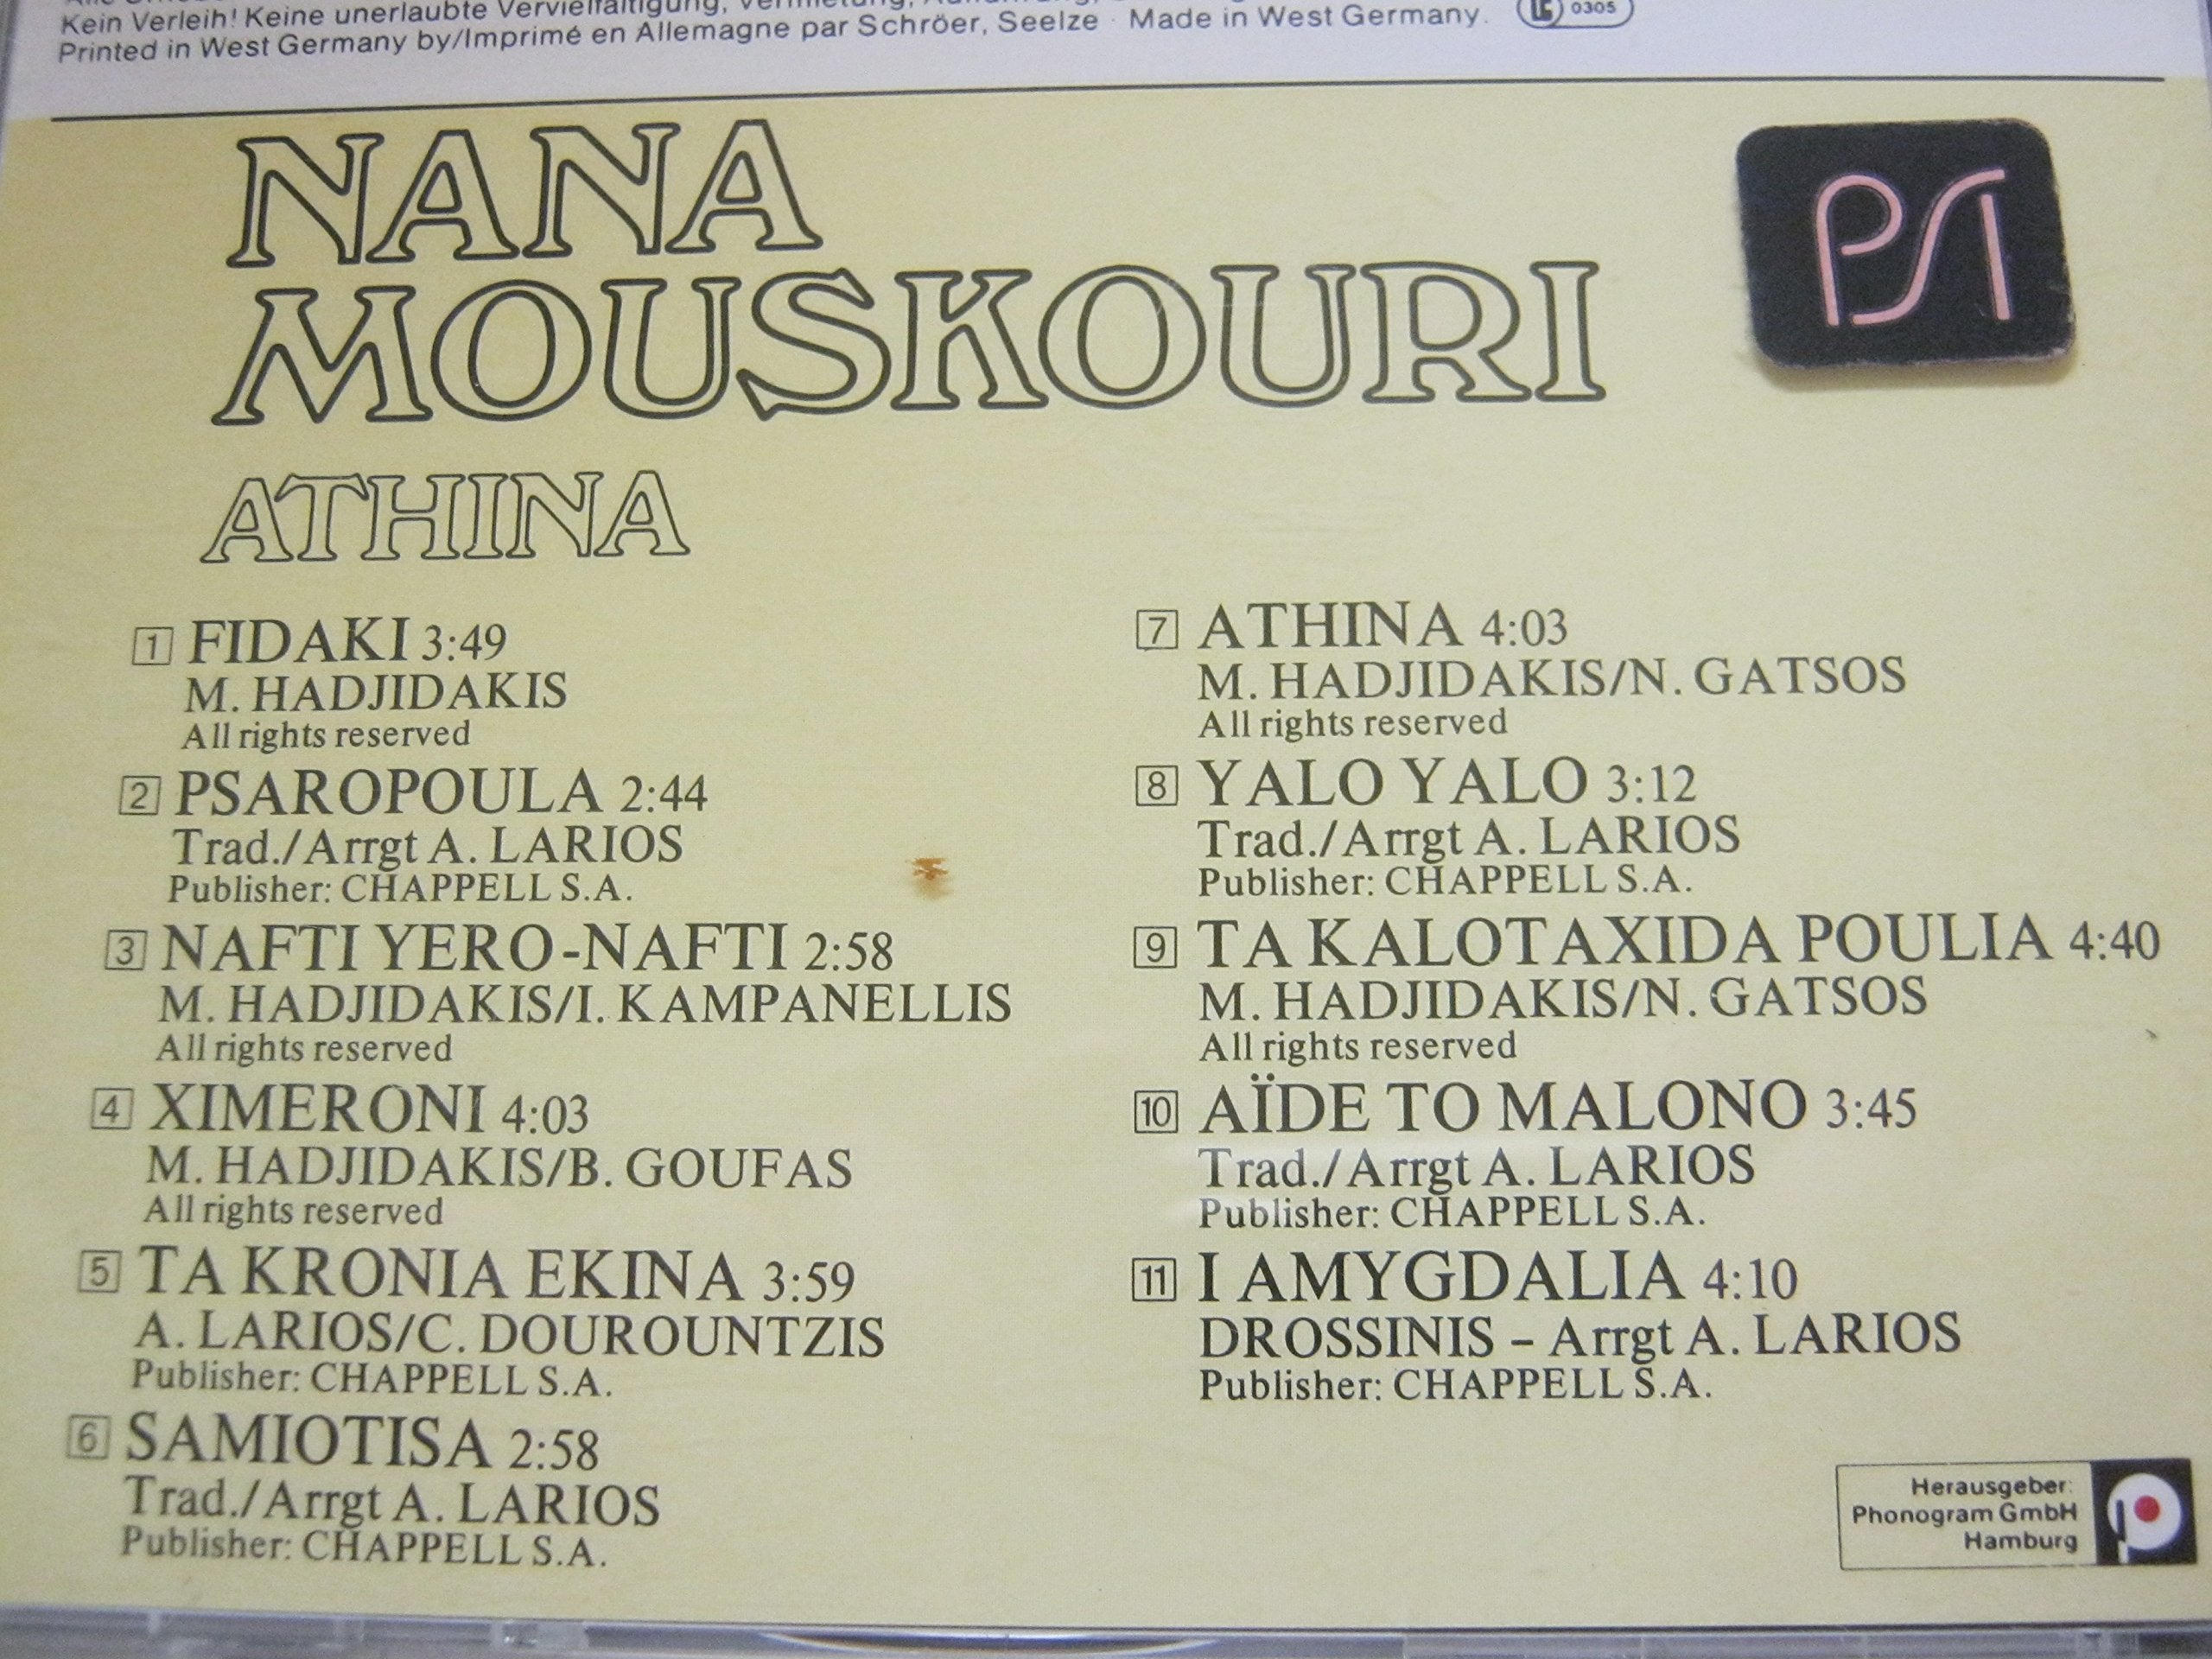 Kein Verleih! Keine unerlaubte Vervielfältigung,
Printed in West Germany by/Imprimé en Allemagne par Schröer, Seelze · Made in West Germany.
LC 0305
NANA
MOUSKOURI
PSI
ATHINA
1 FIDAKI 3:49
M. HADJIDAKIS
All rights reserved
2 PSAROPOULA 2:44
Trad./Arrgt A. LARIOS
Publisher: CHAPPELL S.A.
3 NAFTI YERO-NAFTI 2:58
M. HADJIDAKIS/I. KAMPANELLIS
All rights reserved
4 XIMERONI 4:03
M. HADJIDAKIS/B. GOUFAS
All rights reserved
5 TA KRONIA EKINA 3:59
A. LARIOS/C. DOUROUNTZIS
Publisher: CHAPPELL S.A.
6 SAMIOTISA 2:58
Trad./Arrgt A. LARIOS
Publisher: CHAPPELL S.A.
7 ATHINA 4:03
M. HADJIDAKIS/N. GATSOS
All rights reserved
8 YALO YALO 3:12
Trad./Arrgt A. LARIOS
Publisher: CHAPPELL S.A.
9 TA KALOTAXIDA POULIA 4:40
M. HADJIDAKIS/N. GATSOS
All rights reserved
10 AÏDE TO MALONO 3:45
Trad./Arrgt A. LARIOS
Publisher: CHAPPELL S.A.
11 I AMYGDALIA 4:10
DROSSINIS – Arrgt A. LARIOS
Publisher: CHAPPELL S.A.
Herausgeber:
Phonogram GmbH
Hamburg